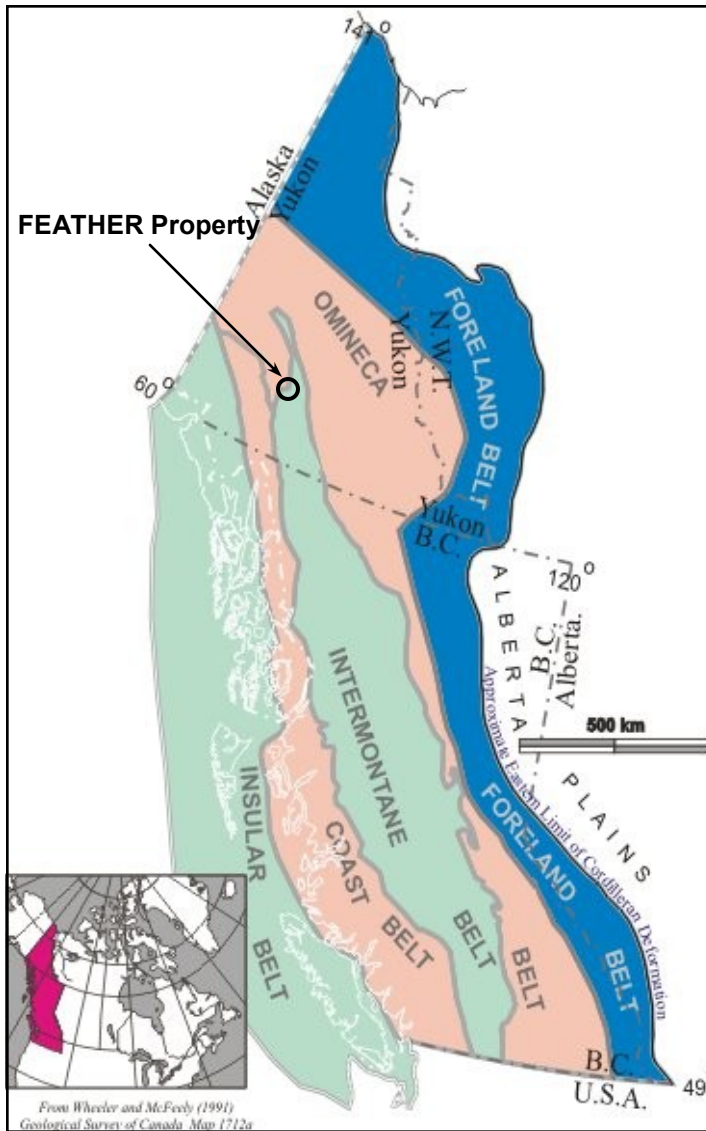 141°
Alaska
Yukon
FEATHER Property
OMINECA
N.W.T.
Yukon
FORELAND BELT
60°
Yukon
B.C.
120°
ALBERTA PLAINS
B.C.
Alberta.
Approximate Eastern Limit of Cordilleran Deformation
500 km
INTERMONTANE
BELT
INSULAR
BELT
COAST
BELT
FORELAND
BELT
BELT
B.C.
U.S.A.
49
From Wheeler and McFeely (1991)
Geological Survey of Canada Map 1712a